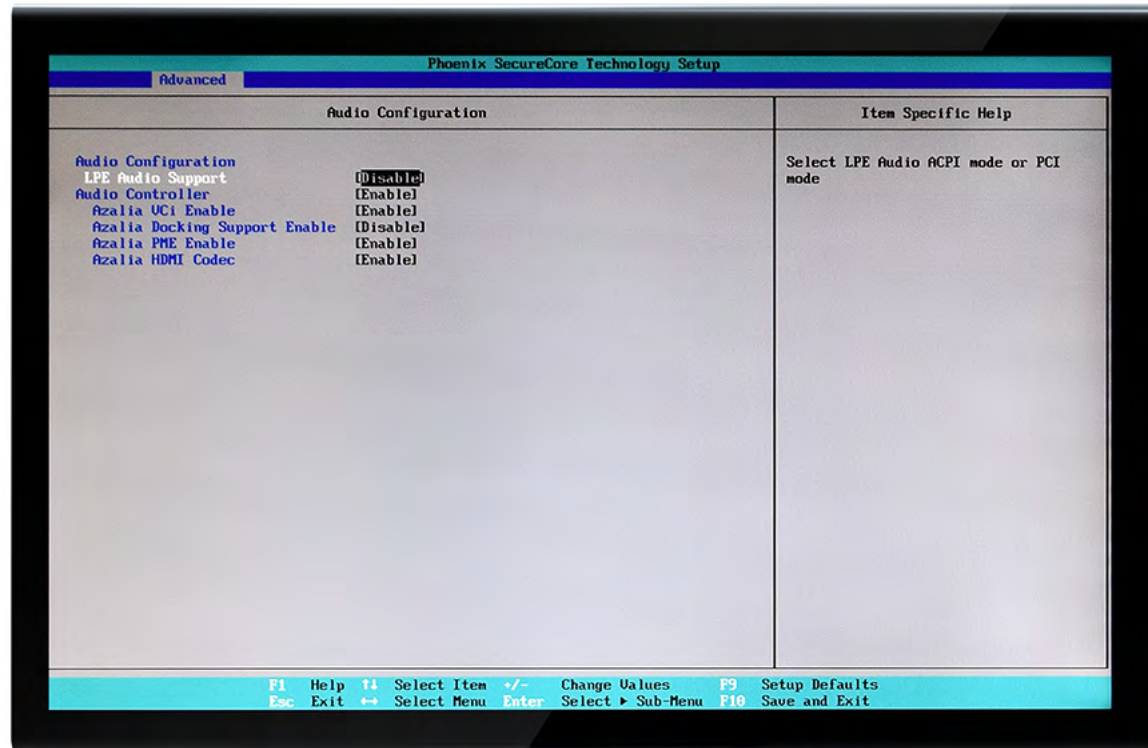 Phoenix SecureCore Technology Setup
Advanced
Audio Configuration
Item Specific Help
Audio Configuration
LPE Audio Support [Disable]
Audio Controller [Enable]
Azalia VCi Enable [Enable]
Azalia Docking Support Enable [Disable]
Azalia PME Enable [Enable]
Azalia HDMI Codec [Enable]
Select LPE Audio ACPI mode or PCI
mode
F1 Help ↑↓ Select Item +/- Change Values F9 Setup Defaults
Esc Exit ↔ Select Menu Enter Select ▶ Sub-Menu F10 Save and Exit